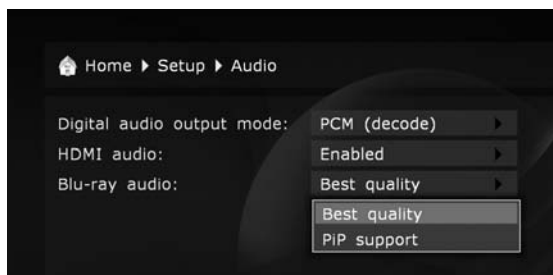 Home ▶ Setup ▶ Audio
Digital audio output mode: PCM (decode)
HDMI audio: Enabled
Blu-ray audio: Best quality
Best quality
PiP support